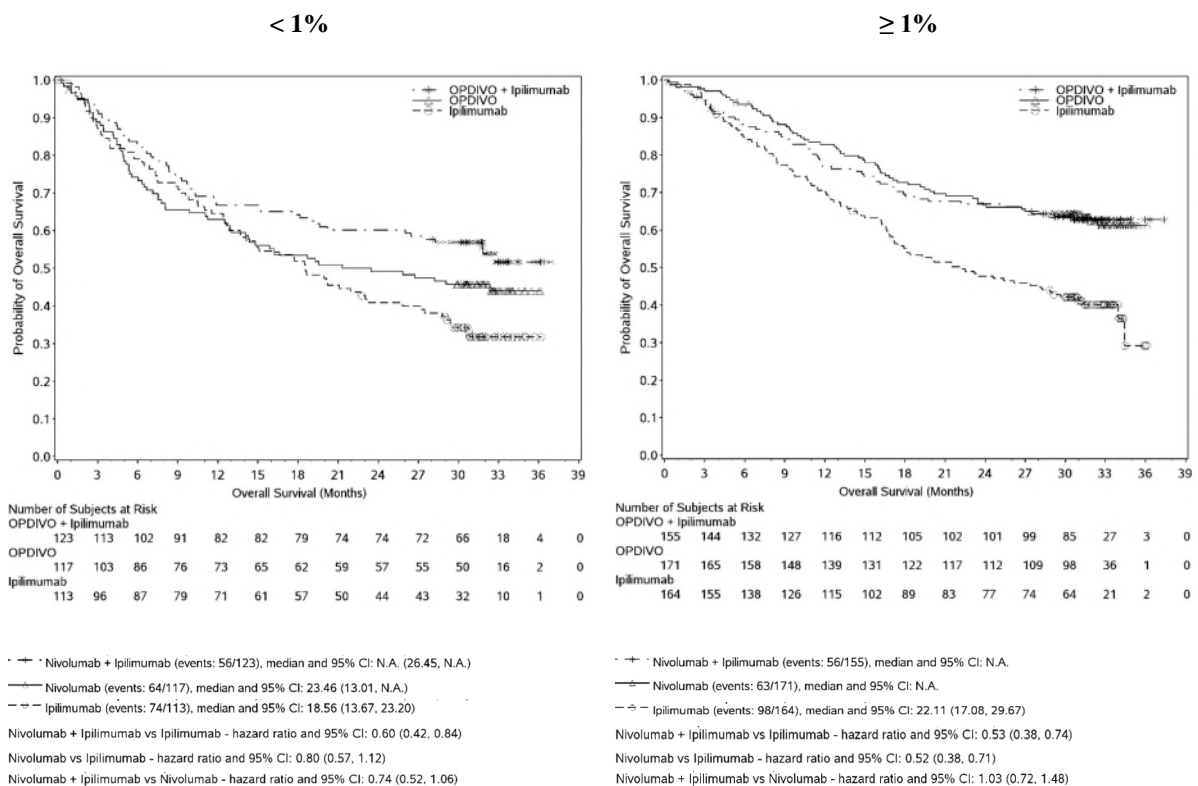 < 1%
≥ 1%
OPDIVO + Ipilimumab
OPDIVO
Ipilimumab
Probability of Overall Survival
1.0
0.9
0.8
0.7
0.6
0.5
0.4
0.3
0.2
0.1
0.0
0 3 6 9 12 15 18 21 24 27 30 33 36 39
Overall Survival (Months)
Number of Subjects at Risk
OPDIVO + Ipilimumab
123 113 102 91 82 82 79 74 74 72 66 18 4 0
OPDIVO
117 103 86 76 73 65 62 59 57 55 50 16 2 0
Ipilimumab
113 96 87 79 71 61 57 50 44 43 32 10 1 0
Nivolumab + Ipilimumab (events: 56/123), median and 95% CI: N.A. (26.45, N.A.)
Nivolumab (events: 64/117), median and 95% CI: 23.46 (13.01, N.A.)
Ipilimumab (events: 74/113), median and 95% CI: 18.56 (13.67, 23.20)
Nivolumab + Ipilimumab vs Ipilimumab - hazard ratio and 95% CI: 0.60 (0.42, 0.84)
Nivolumab vs Ipilimumab - hazard ratio and 95% CI: 0.80 (0.57, 1.12)
Nivolumab + Ipilimumab vs Nivolumab - hazard ratio and 95% CI: 0.74 (0.52, 1.06)
OPDIVO + Ipilimumab
OPDIVO
Ipilimumab
Probability of Overall Survival
1.0
0.9
0.8
0.7
0.6
0.5
0.4
0.3
0.2
0.1
0.0
0 3 6 9 12 15 18 21 24 27 30 33 36 39
Overall Survival (Months)
Number of Subjects at Risk
OPDIVO + Ipilimumab
155 144 132 127 116 112 105 102 101 99 85 27 3 0
OPDIVO
171 165 158 148 139 131 122 117 112 109 98 36 1 0
Ipilimumab
164 155 138 126 115 102 89 83 77 74 64 21 2 0
Nivolumab + Ipilimumab (events: 56/155), median and 95% CI: N.A.
Nivolumab (events: 63/171), median and 95% CI: N.A.
Ipilimumab (events: 98/164), median and 95% CI: 22.11 (17.08, 29.67)
Nivolumab + Ipilimumab vs Ipilimumab - hazard ratio and 95% CI: 0.53 (0.38, 0.74)
Nivolumab vs Ipilimumab - hazard ratio and 95% CI: 0.52 (0.38, 0.71)
Nivolumab + Ipilimumab vs Nivolumab - hazard ratio and 95% CI: 1.03 (0.72, 1.48)